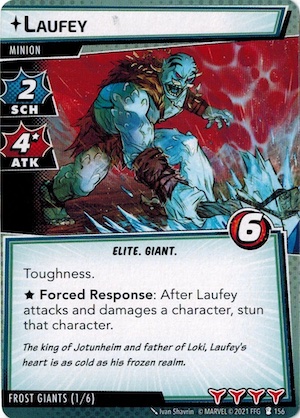 Laufey
MINION
2
SCH
4★
ATK
6
ELITE. GIANT.
Toughness.
★ Forced Response: After Laufey
attacks and damages a character, stun
that character.
The king of Jotunheim and father of Loki, Laufey's
heart is as cold as his frozen realm.
FROST GIANTS (1/6)
Ivan Shavrin © MARVEL © 2021 FFG 156